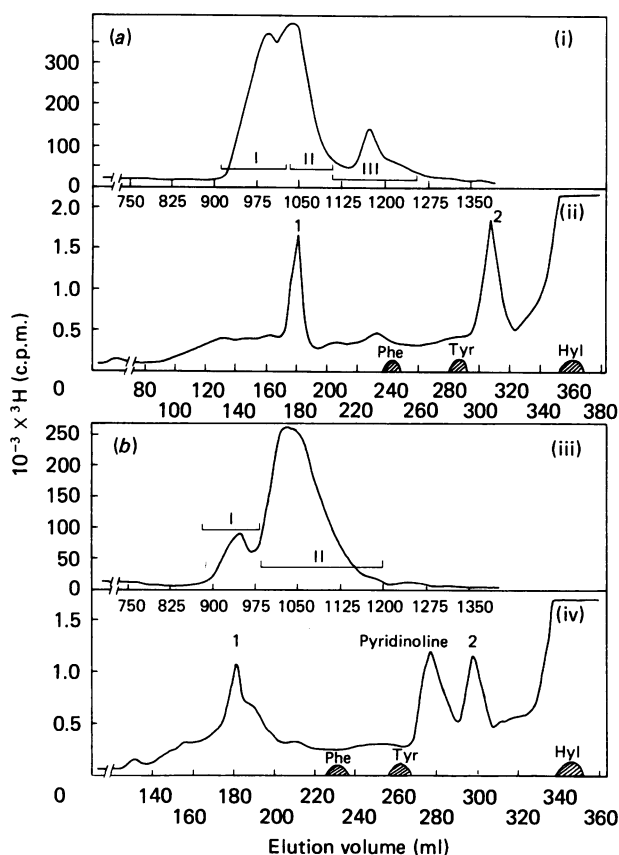 (a) (i)
300
200
100
0
I II III
750 825 900 975 1050 1125 1200 1275 1350
2.0
1.5
1.0
0.5
0
(ii)
1 2
Phe Tyr Hyl
80 120 160 180 220 260 280 320 360
100 140 200 240 300 340 380
10⁻³ × ³H (c.p.m.)
(b) (iii)
250
200
150
100
50
0
I II
750 825 900 975 1050 1125 1200 1275 1350
1.5
1.0
0.5
0
(iv)
1 Pyridinoline 2
Phe Tyr Hyl
140 180 220 260 300 340
160 200 240 280 320 360
Elution volume (ml)